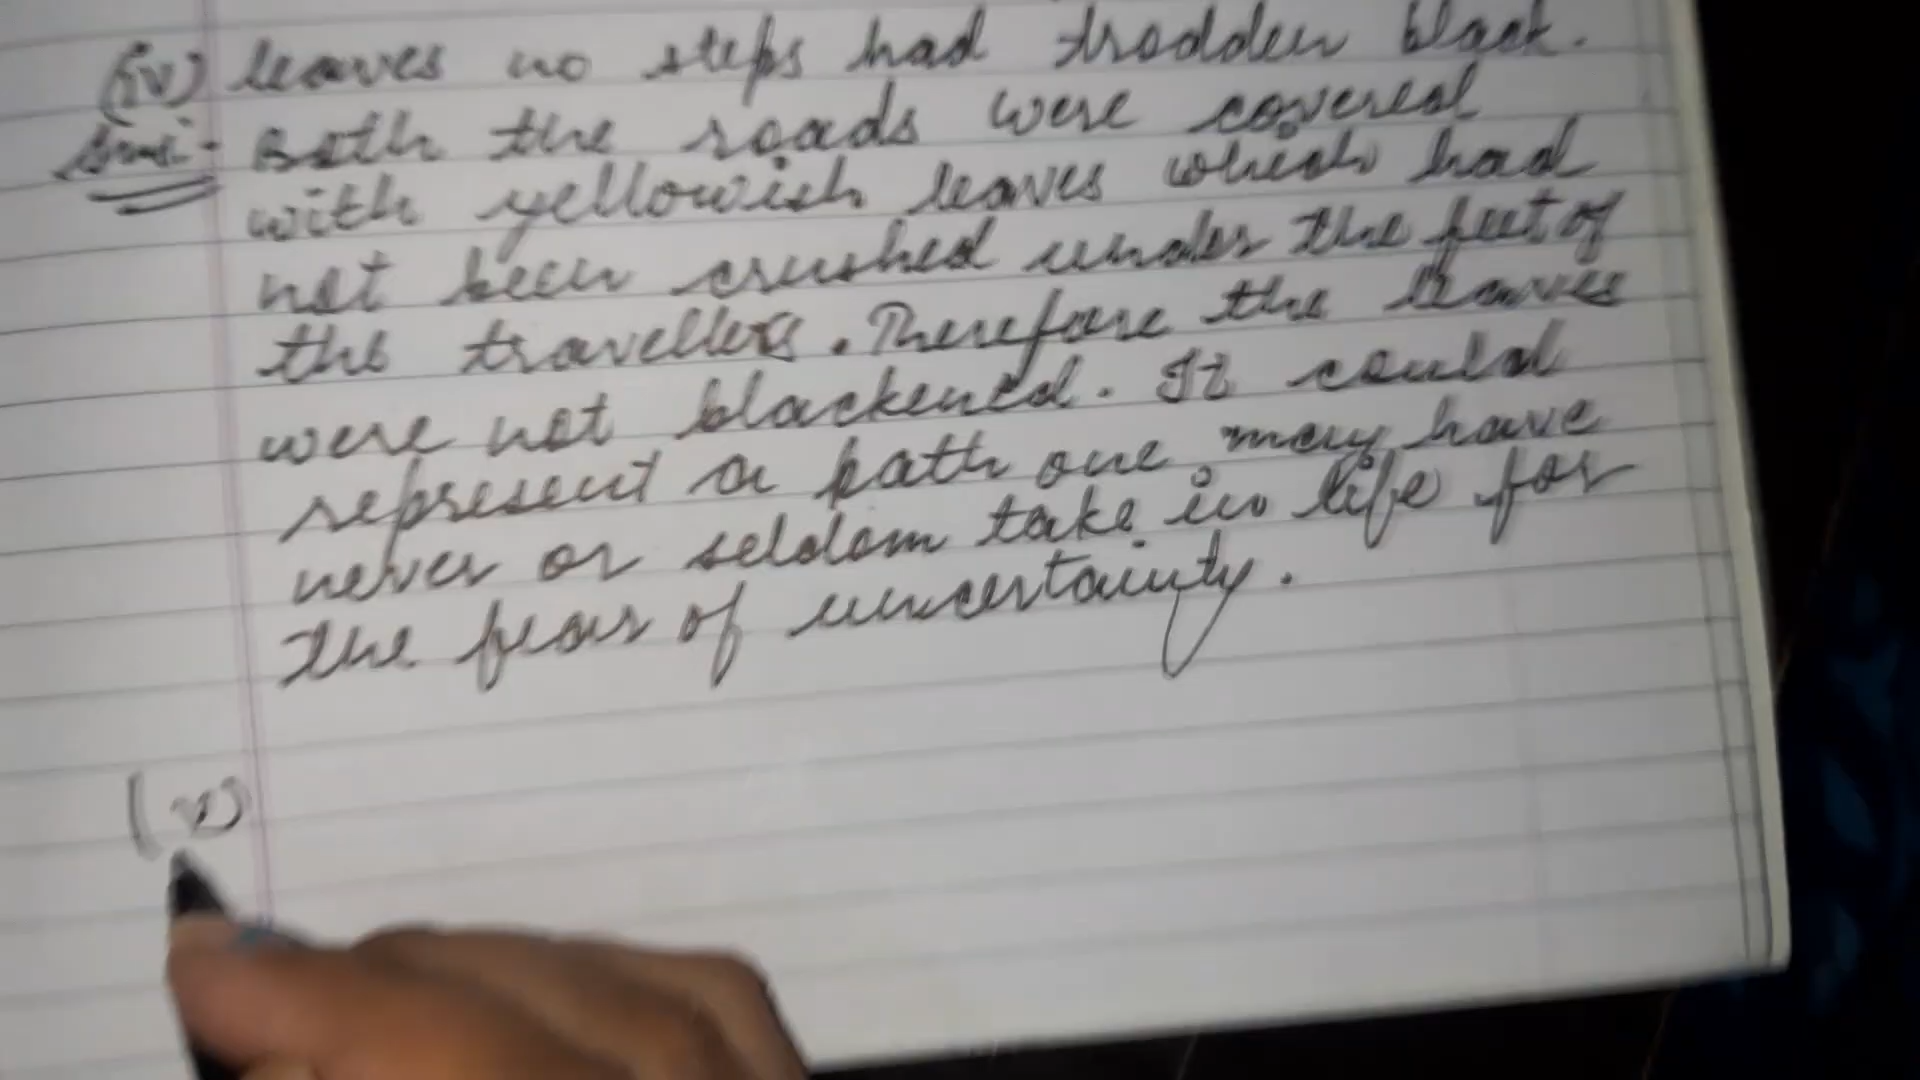 (iv) leaves no steps had trodden black.
Ans:- Both the roads were covered
with yellowish leaves which had
not been crushed under the feet of
the travellers. Therefore the leaves
were not blackened. It could
represent a path one may have
never or seldom take in life for
the fear of uncertainty.
(v)